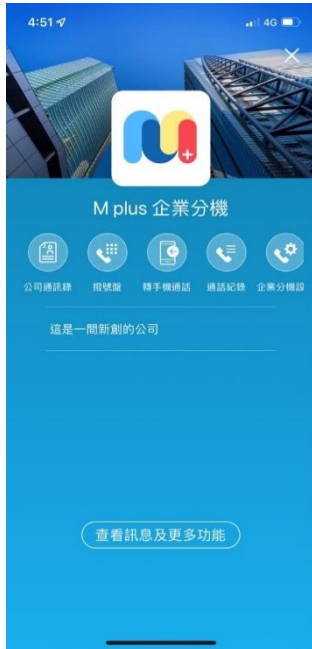 4:51
4G
M plus 企業分機
公司通訊錄 撥號盤 轉手機通話 通話紀錄 企業分機設
這是一間新創的公司
查看訊息及更多功能